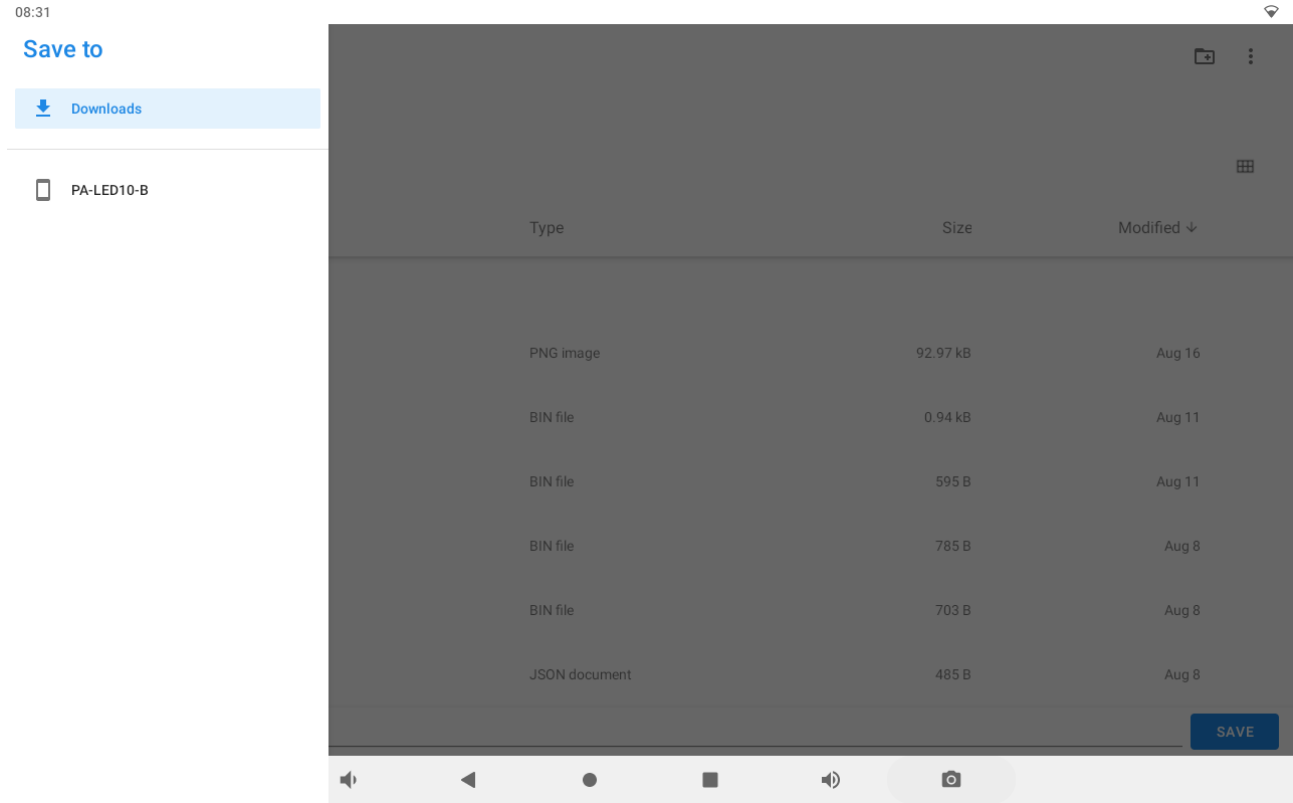 08:31
Save to
Downloads
PA-LED10-B
Type Size Modified
PNG image 92.97 kB Aug 16
BIN file 0.94 kB Aug 11
BIN file 595 B Aug 11
BIN file 785 B Aug 8
BIN file 703 B Aug 8
JSON document 485 B Aug 8
SAVE